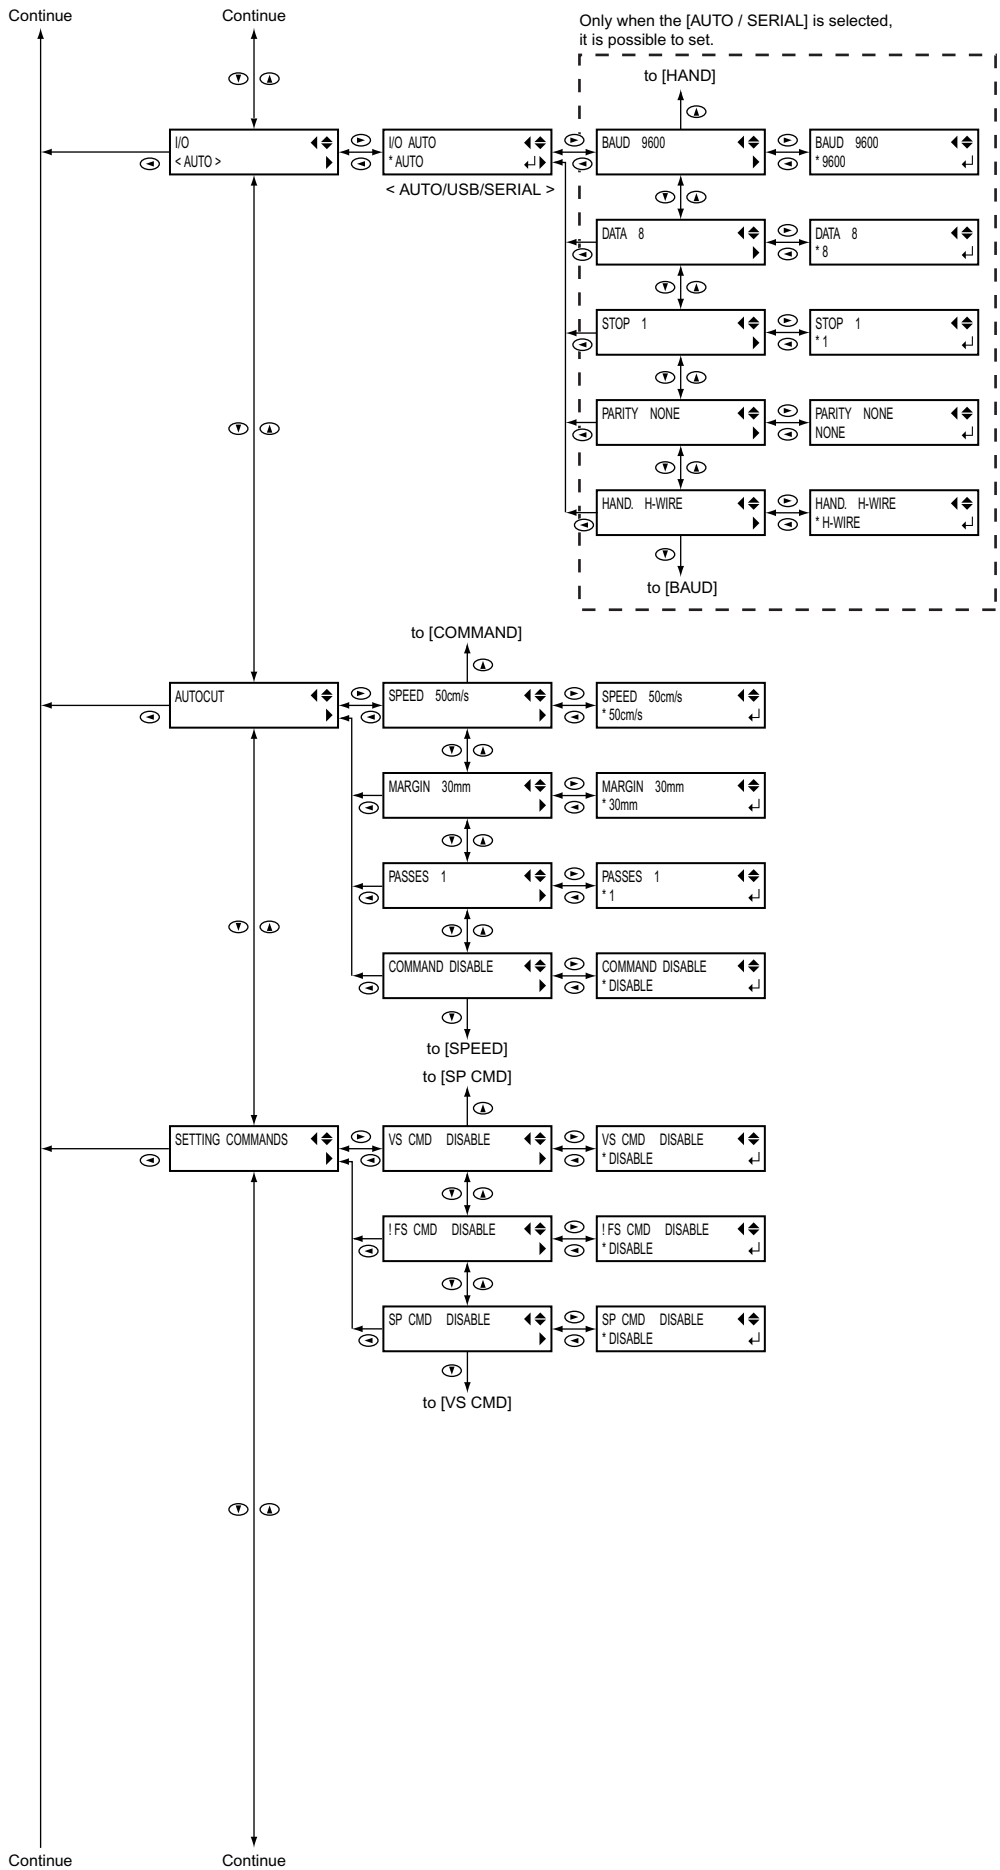 Continue
Continue
Only when the [AUTO / SERIAL] is selected,
it is possible to set.
to [HAND]
I/O
< AUTO >
I/O AUTO
* AUTO
< AUTO/USB/SERIAL >
BAUD 9600
BAUD 9600
* 9600
DATA 8
DATA 8
* 8
STOP 1
STOP 1
* 1
PARITY NONE
PARITY NONE
NONE
HAND. H-WIRE
HAND. H-WIRE
* H-WIRE
to [BAUD]
to [COMMAND]
AUTOCUT
SPEED 50cm/s
SPEED 50cm/s
* 50cm/s
MARGIN 30mm
MARGIN 30mm
* 30mm
PASSES 1
PASSES 1
* 1
COMMAND DISABLE
COMMAND DISABLE
* DISABLE
to [SPEED]
to [SP CMD]
SETTING COMMANDS
VS CMD DISABLE
VS CMD DISABLE
* DISABLE
! FS CMD DISABLE
! FS CMD DISABLE
* DISABLE
SP CMD DISABLE
SP CMD DISABLE
* DISABLE
to [VS CMD]
Continue
Continue